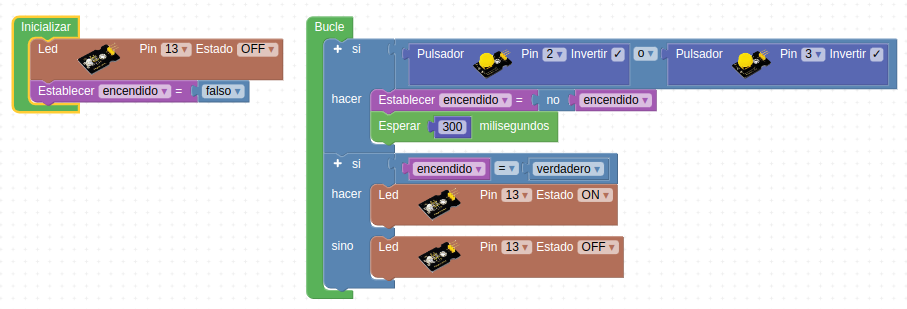 Inicializar
Led Pin 13 Estado OFF
Establecer encendido = falso
Bucle
si Pulsador Pin 2 Invertir ✓ o Pulsador Pin 3 Invertir ✓
hacer Establecer encendido = no encendido
Esperar 300 milisegundos
si encendido = verdadero
hacer Led Pin 13 Estado ON
sino Led Pin 13 Estado OFF